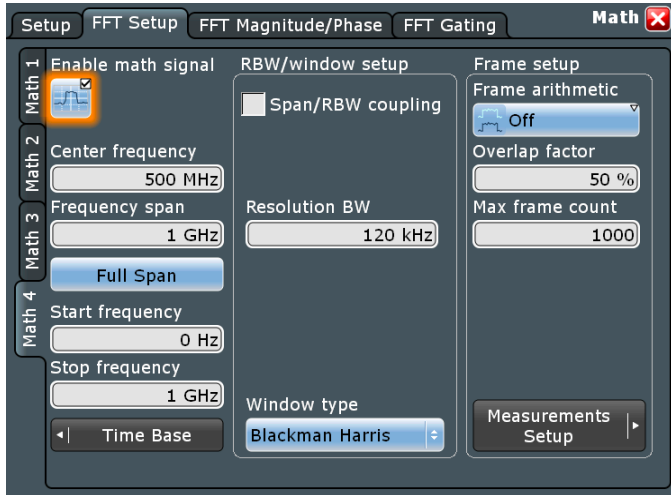 Setup
FFT Setup
FFT Magnitude/Phase
FFT Gating
Math
Math 1
Math 2
Math 3
Math 4
Enable math signal
Center frequency
500 MHz
Frequency span
1 GHz
Full Span
Start frequency
0 Hz
Stop frequency
1 GHz
Time Base
RBW/window setup
Span/RBW coupling
Resolution BW
120 kHz
Window type
Blackman Harris
Frame setup
Frame arithmetic
Off
Overlap factor
50 %
Max frame count
1000
Measurements
Setup